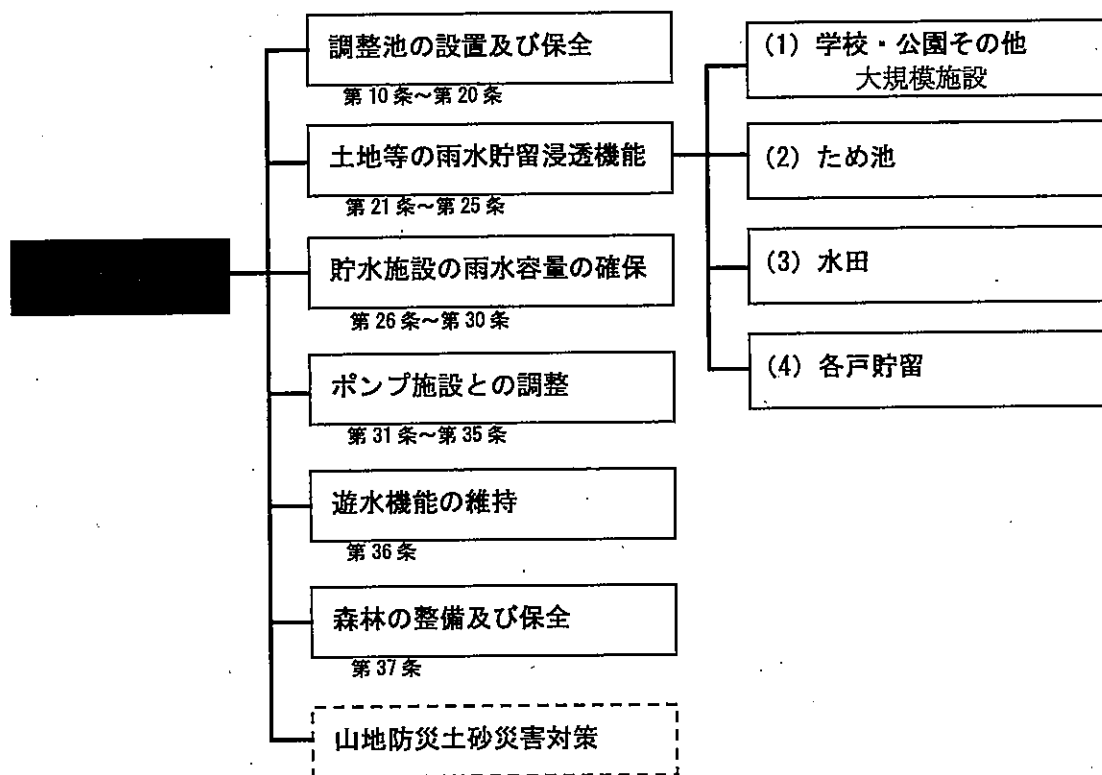 調整池の設置及び保全
第10条～第20条
土地等の雨水貯留浸透機能
第21条～第25条
貯水施設の雨水容量の確保
第26条～第30条
ポンプ施設との調整
第31条～第35条
遊水機能の維持
第36条
森林の整備及び保全
第37条
山地防災土砂災害対策
(1) 学校・公園その他
大規模施設
(2) ため池
(3) 水田
(4) 各戸貯留